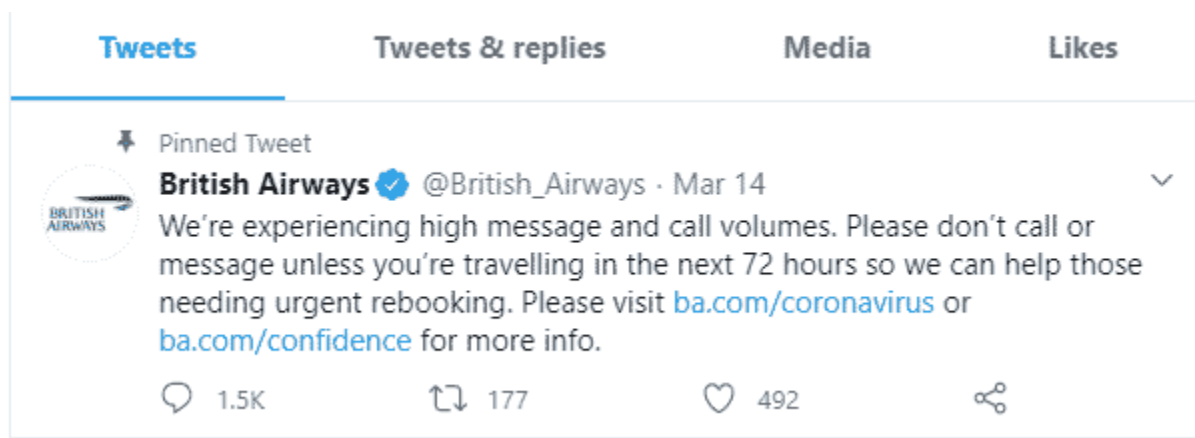 Tweets Tweets & replies Media Likes
Pinned Tweet
British Airways @British_Airways · Mar 14
BRITISH
AIRWAYS
We’re experiencing high message and call volumes. Please don’t call or
message unless you’re travelling in the next 72 hours so we can help those
needing urgent rebooking. Please visit ba.com/coronavirus or
ba.com/confidence for more info.
1.5K 177 492